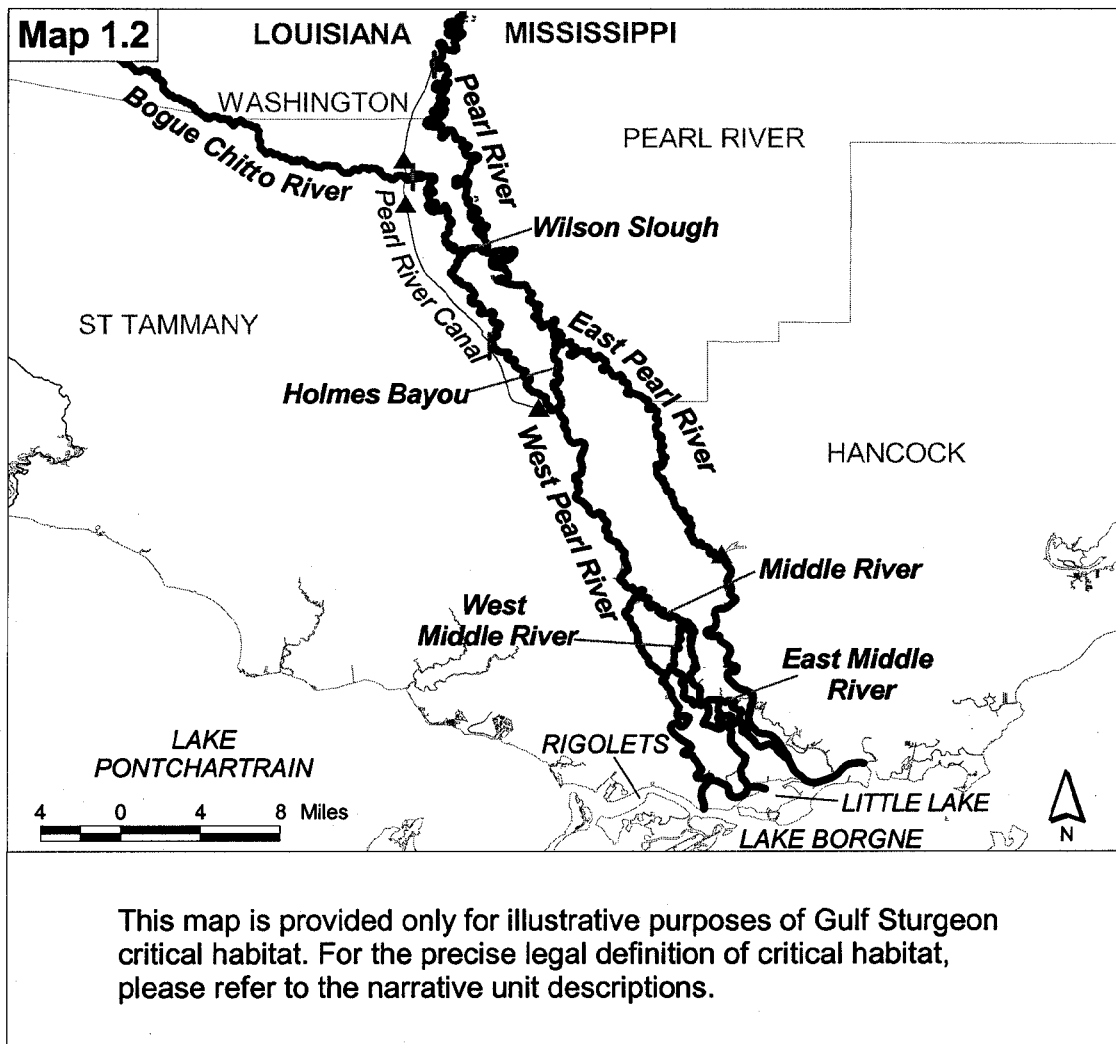 Map 1.2
LOUISIANA
MISSISSIPPI
WASHINGTON
Pearl River
PEARL RIVER
Bogue Chitto River
Wilson Slough
Pearl River Canal
ST TAMMANY
East Pearl River
Holmes Bayou
HANCOCK
West Pearl River
Middle River
West
Middle River
East Middle
River
LAKE
PONTCHARTRAIN
RIGOLETS
LITTLE LAKE
LAKE BORGNE
4 0 4 8 Miles
N
This map is provided only for illustrative purposes of Gulf Sturgeon
critical habitat. For the precise legal definition of critical habitat,
please refer to the narrative unit descriptions.